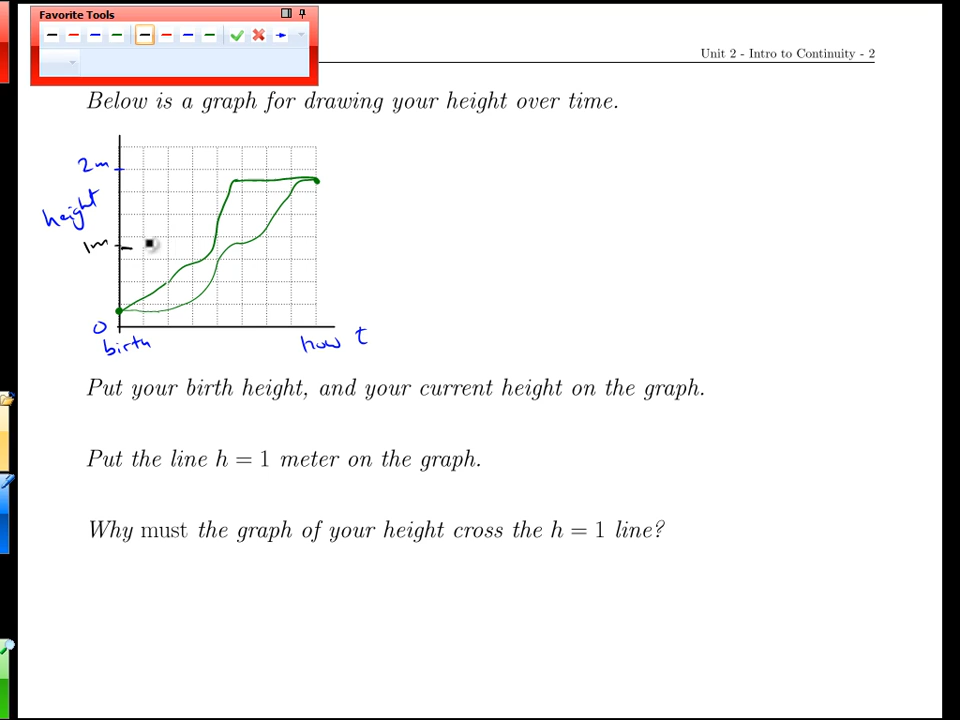 Favorite Tools
Unit 2 - Intro to Continuity - 2
Below is a graph for drawing your height over time.
2m
height
1m
0
birth
now t
Put your birth height, and your current height on the graph.
Put the line h = 1 meter on the graph.
Why must the graph of your height cross the h = 1 line?